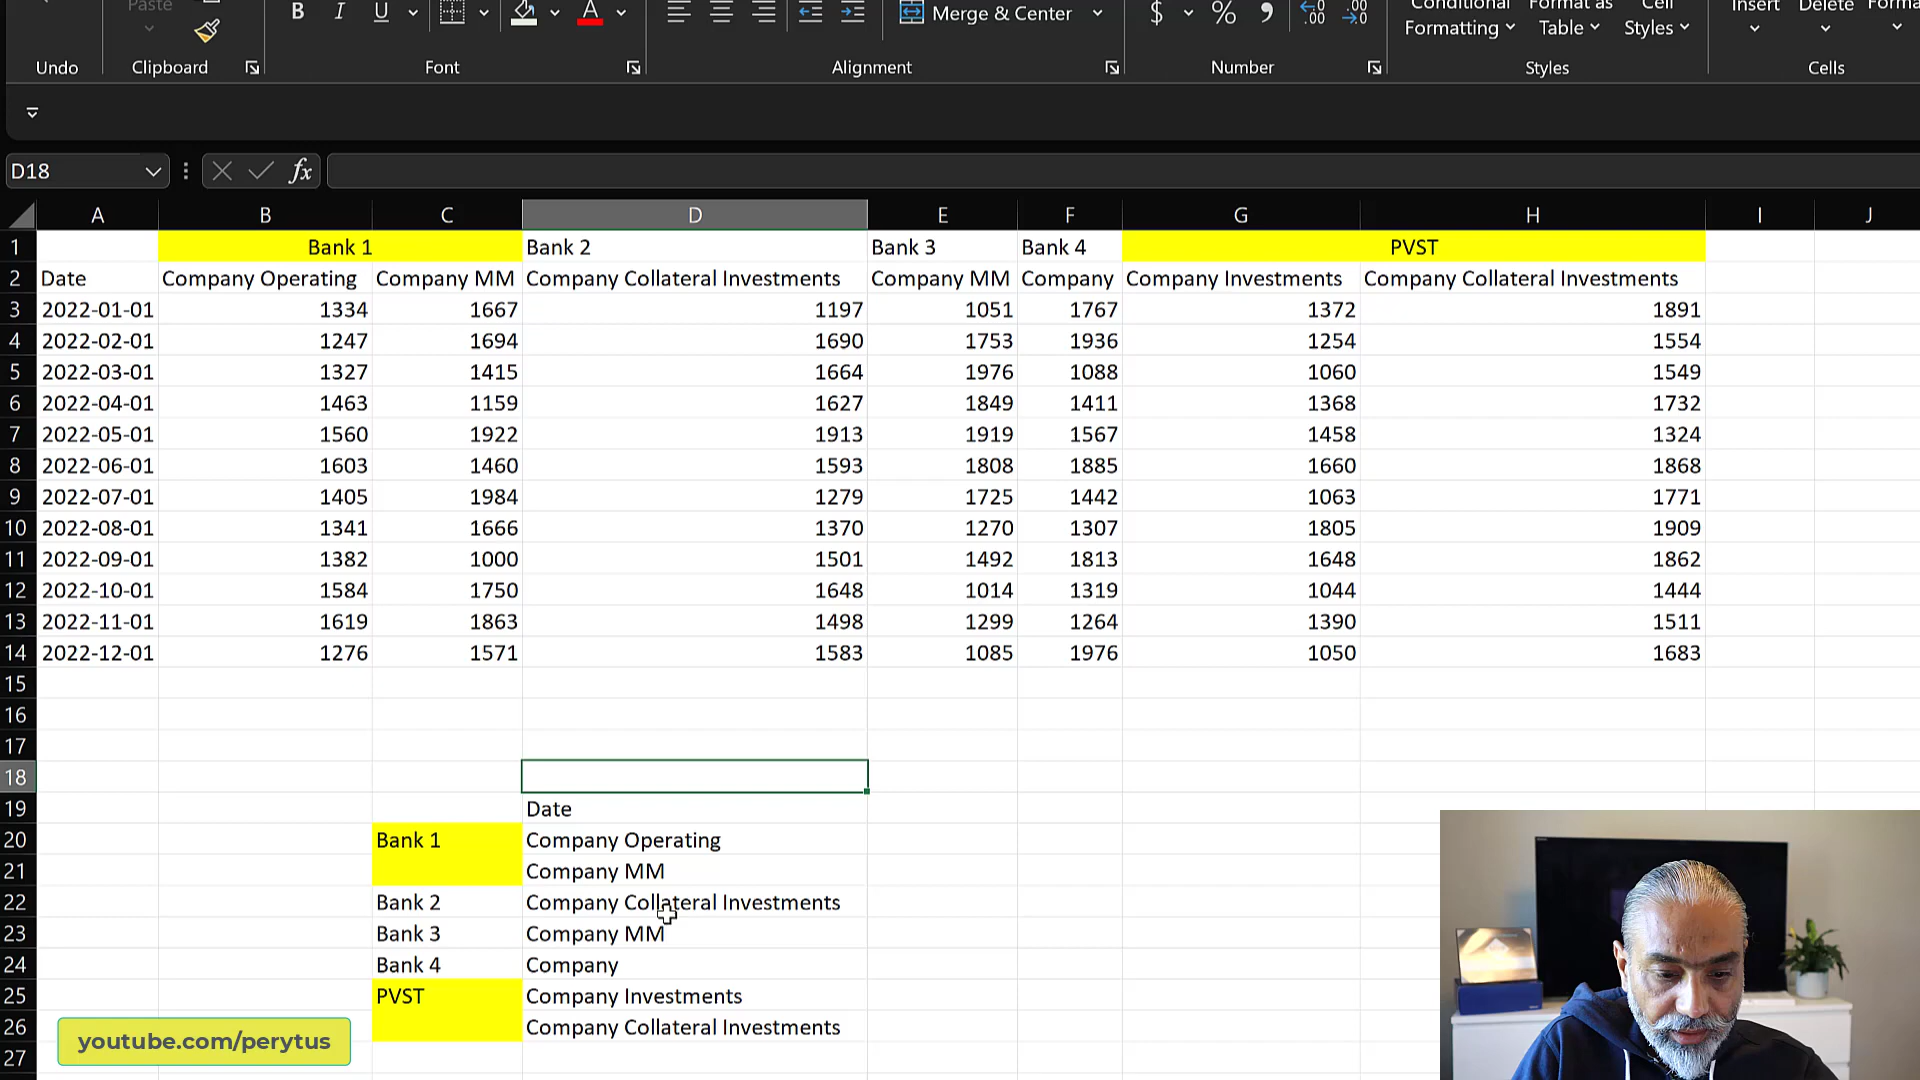 Paste
Merge & Center
$ % 9
Conditional Formatting
Format as Table
Cell Styles
Insert
Delete
Undo
Clipboard
Font
Alignment
Number
Styles
Cells
D18
fx
A B C D E F G H I J
1 Bank 1 Bank 2 Bank 3 Bank 4 PVST
2 Date Company Operating Company MM Company Collateral Investments Company MM Company Company Investments Company Collateral Investments
3 2022-01-01 1334 1667 1197 1051 1767 1372 1891
4 2022-02-01 1247 1694 1690 1753 1936 1254 1554
5 2022-03-01 1327 1415 1664 1976 1088 1060 1549
6 2022-04-01 1463 1159 1627 1849 1411 1368 1732
7 2022-05-01 1560 1922 1913 1919 1567 1458 1324
8 2022-06-01 1603 1460 1593 1808 1885 1660 1868
9 2022-07-01 1405 1984 1279 1725 1442 1063 1771
10 2022-08-01 1341 1666 1370 1270 1307 1805 1909
11 2022-09-01 1382 1000 1501 1492 1813 1648 1862
12 2022-10-01 1584 1750 1648 1014 1319 1044 1444
13 2022-11-01 1619 1863 1498 1299 1264 1390 1511
14 2022-12-01 1276 1571 1583 1085 1976 1050 1683
15
16
17
18
19 Date
20 Bank 1 Company Operating
21 Company MM
22 Bank 2 Company Collateral Investments
23 Bank 3 Company MM
24 Bank 4 Company
25 PVST Company Investments
26 Company Collateral Investments
27
youtube.com/perytus